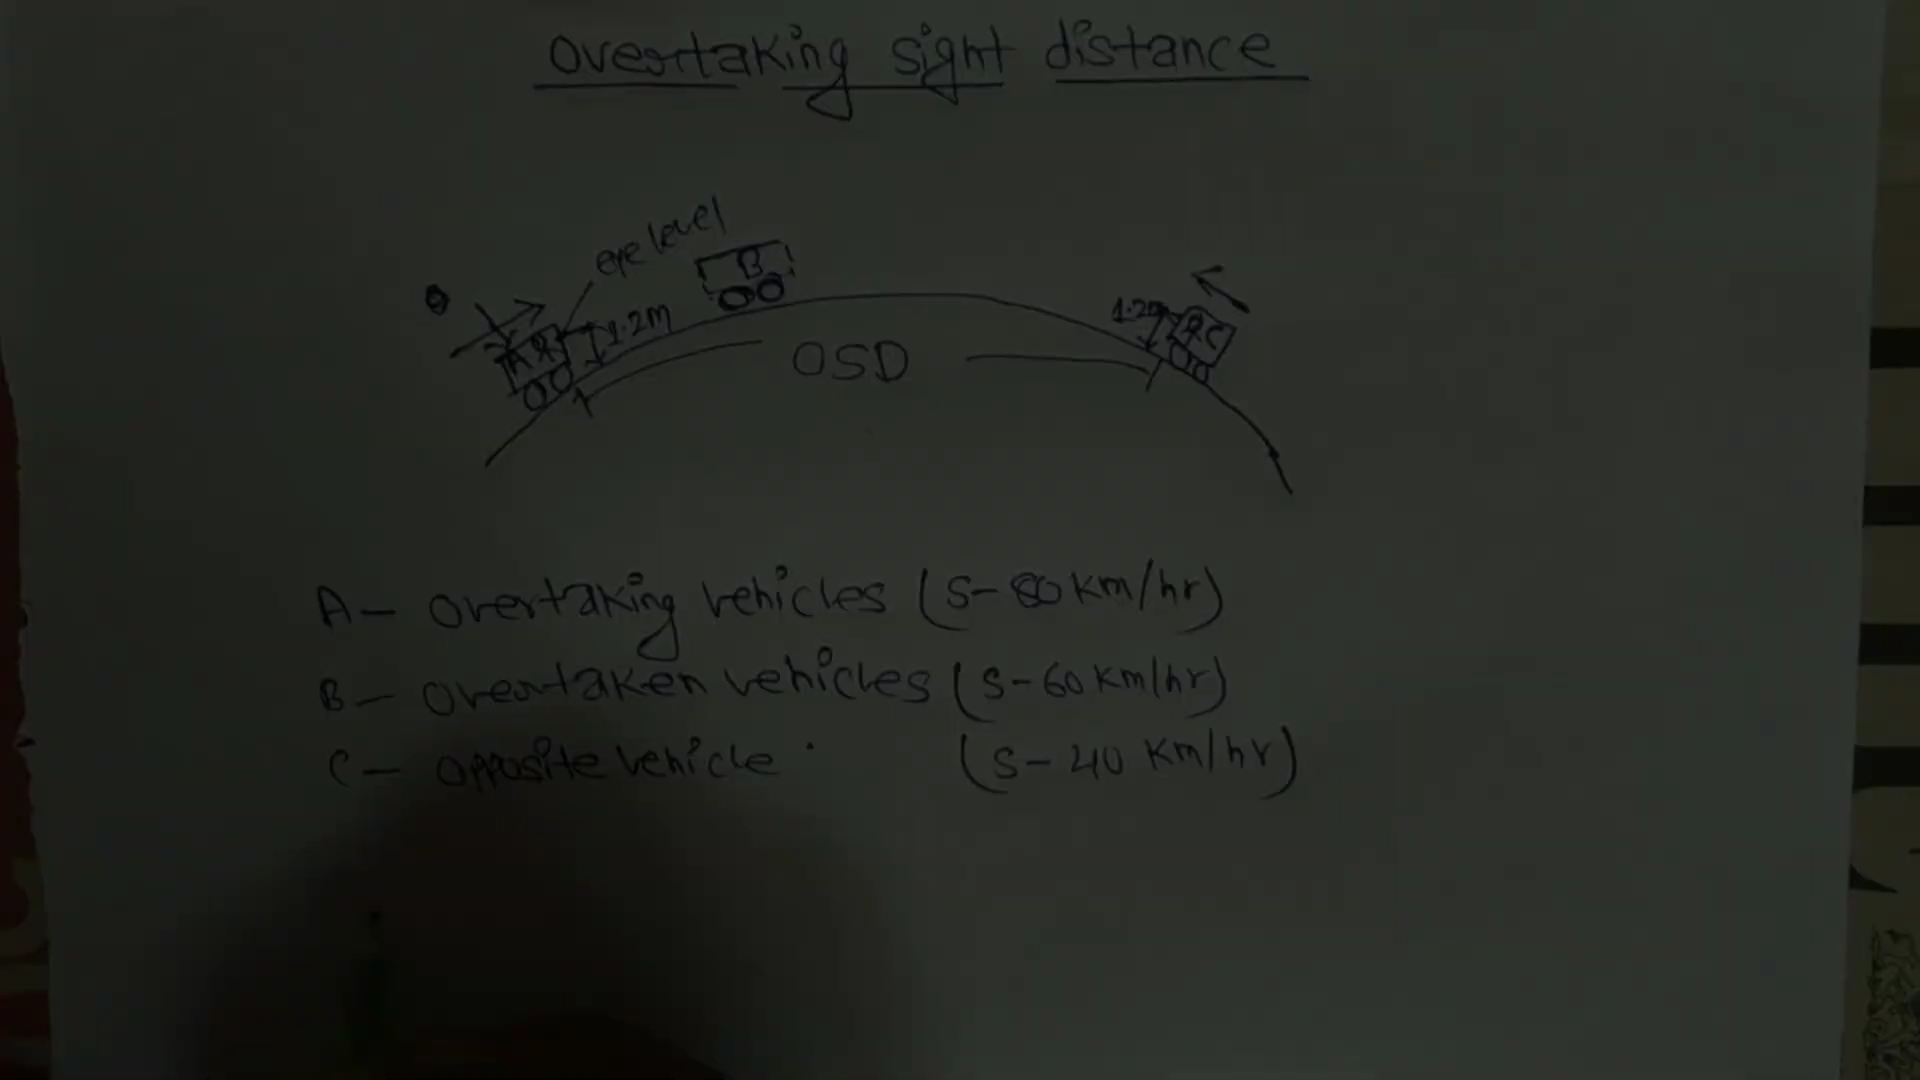 Overtaking sight distance
eye level
B
A
1.2m
1.2m
C
OSD
A- Overtaking vehicles (S-80 km/hr)
B- Overtaken vehicles (S-60 km/hr)
C- Opposite vehicle (S-40 km/hr)